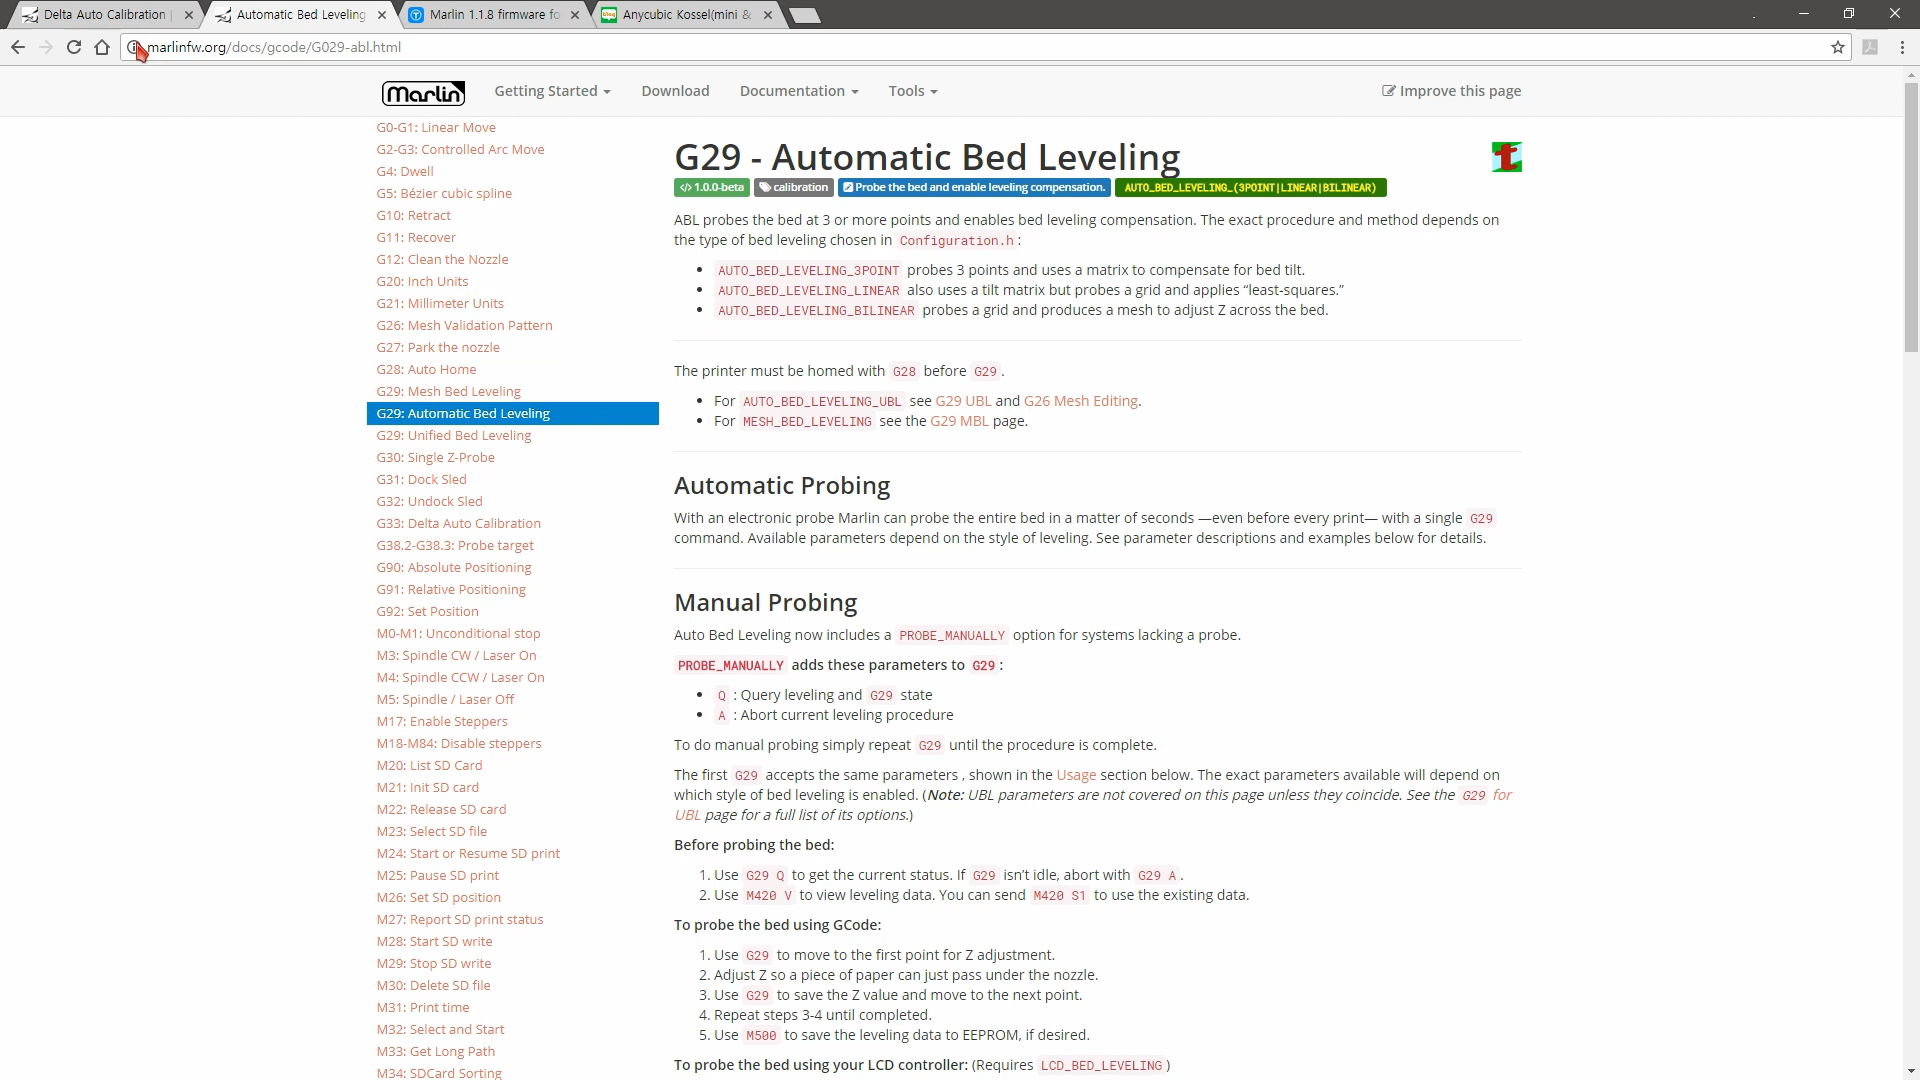 Delta Auto Calibration
Automatic Bed Leveling
Marlin 1.1.8 firmware fo
Anycubic Kossel(mini &
marlinfw.org/docs/gcode/G029-abl.html
Marlin
Getting Started
Download
Documentation
Tools
Improve this page
G0-G1: Linear Move
G2-G3: Controlled Arc Move
G4: Dwell
G5: Bézier cubic spline
G10: Retract
G11: Recover
G12: Clean the Nozzle
G20: Inch Units
G21: Millimeter Units
G26: Mesh Validation Pattern
G27: Park the nozzle
G28: Auto Home
G29: Mesh Bed Leveling
G29: Automatic Bed Leveling
G29: Unified Bed Leveling
G30: Single Z-Probe
G31: Dock Sled
G32: Undock Sled
G33: Delta Auto Calibration
G38.2-G38.3: Probe target
G90: Absolute Positioning
G91: Relative Positioning
G92: Set Position
M0-M1: Unconditional stop
M3: Spindle CW / Laser On
M4: Spindle CCW / Laser On
M5: Spindle / Laser Off
M17: Enable Steppers
M18-M84: Disable steppers
M20: List SD Card
M21: Init SD card
M22: Release SD card
M23: Select SD file
M24: Start or Resume SD print
M25: Pause SD print
M26: Set SD position
M27: Report SD print status
M28: Start SD write
M29: Stop SD write
M30: Delete SD file
M31: Print time
M32: Select and Start
M33: Get Long Path
M34: SDCard Sorting
G29 - Automatic Bed Leveling
t
</> 1.0.0-beta calibration Probe the bed and enable leveling compensation. AUTO_BED_LEVELING_(3POINT|LINEAR|BILINEAR)
ABL probes the bed at 3 or more points and enables bed leveling compensation. The exact procedure and method depends on
the type of bed leveling chosen in Configuration.h:
• AUTO_BED_LEVELING_3POINT probes 3 points and uses a matrix to compensate for bed tilt.
• AUTO_BED_LEVELING_LINEAR also uses a tilt matrix but probes a grid and applies “least-squares.”
• AUTO_BED_LEVELING_BILINEAR probes a grid and produces a mesh to adjust Z across the bed.
The printer must be homed with G28 before G29.
• For AUTO_BED_LEVELING_UBL see G29 UBL and G26 Mesh Editing.
• For MESH_BED_LEVELING see the G29 MBL page.
Automatic Probing
With an electronic probe Marlin can probe the entire bed in a matter of seconds —even before every print— with a single G29
command. Available parameters depend on the style of leveling. See parameter descriptions and examples below for details.
Manual Probing
Auto Bed Leveling now includes a PROBE_MANUALLY option for systems lacking a probe.
PROBE_MANUALLY adds these parameters to G29:
• Q : Query leveling and G29 state
• A : Abort current leveling procedure
To do manual probing simply repeat G29 until the procedure is complete.
The first G29 accepts the same parameters , shown in the Usage section below. The exact parameters available will depend on
which style of bed leveling is enabled. (Note: UBL parameters are not covered on this page unless they coincide. See the G29 for
UBL page for a full list of its options.)
Before probing the bed:
1. Use G29 Q to get the current status. If G29 isn’t idle, abort with G29 A.
2. Use M420 V to view leveling data. You can send M420 S1 to use the existing data.
To probe the bed using GCode:
1. Use G29 to move to the first point for Z adjustment.
2. Adjust Z so a piece of paper can just pass under the nozzle.
3. Use G29 to save the Z value and move to the next point.
4. Repeat steps 3-4 until completed.
5. Use M500 to save the leveling data to EEPROM, if desired.
To probe the bed using your LCD controller: (Requires LCD_BED_LEVELING)